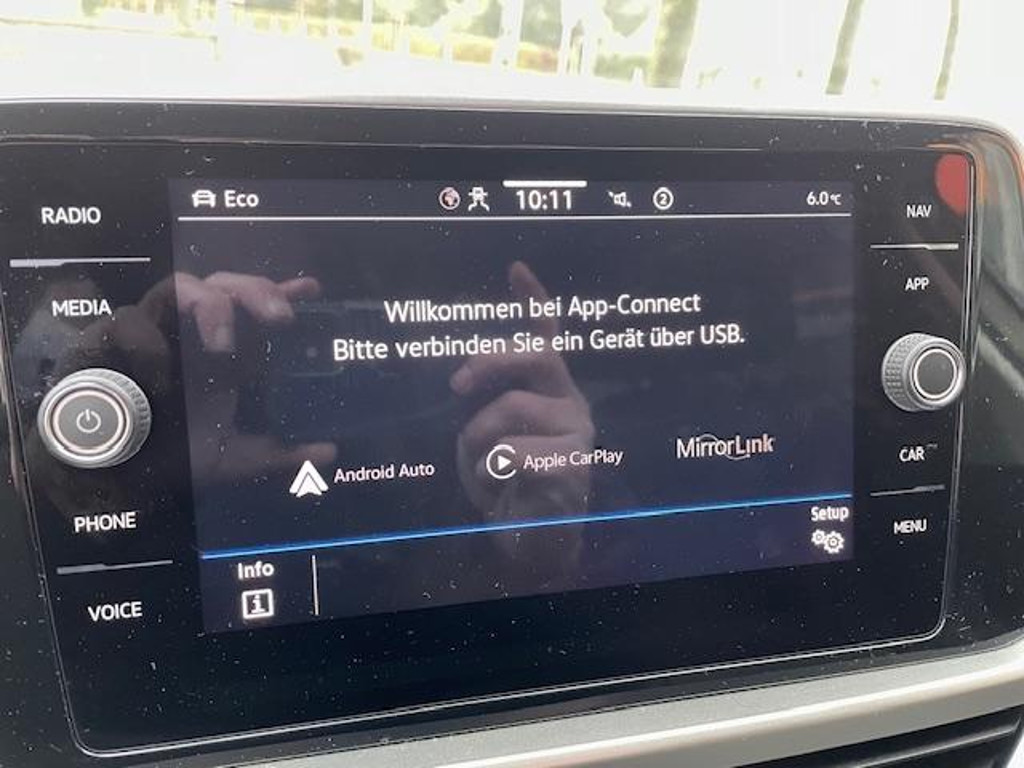 RADIO
MEDIA
PHONE
VOICE
Eco
10:11
2
6.0°C
Willkommen bei App-Connect
Bitte verbinden Sie ein Gerät über USB.
Android Auto
Apple CarPlay
MirrorLink
Info
i
Setup
NAV
APP
CAR
MENU